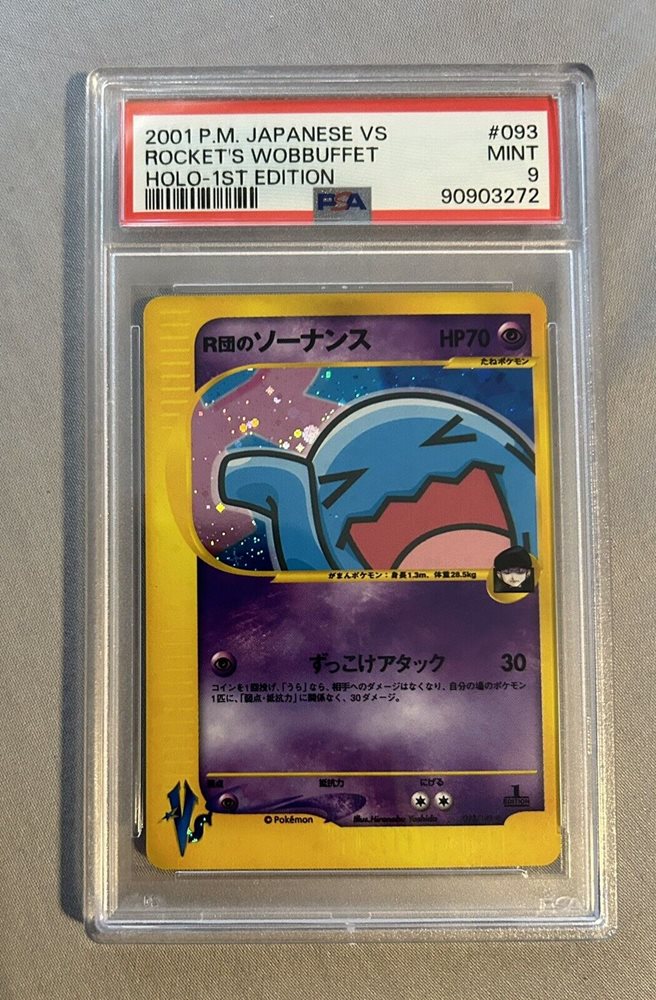 2001 P.M. JAPANESE VS #093
ROCKET'S WOBBUFFET MINT
HOLO-1ST EDITION 9
PSA 90903272
R団のソーナンス HP70
たねポケモン
がまんポケモン：身長1.3m、体重28.5kg
ずっこけアタック 30
コインを1回投げ、「うら」なら、相手へのダメージはなくなり、自分の場のポケモン
1匹に、「弱点・抵抗力」に関係なく、30ダメージ。
弱点 抵抗力 にげる
1
EDITION
VS
©Pokémon Illus.Hironobu Yoshida